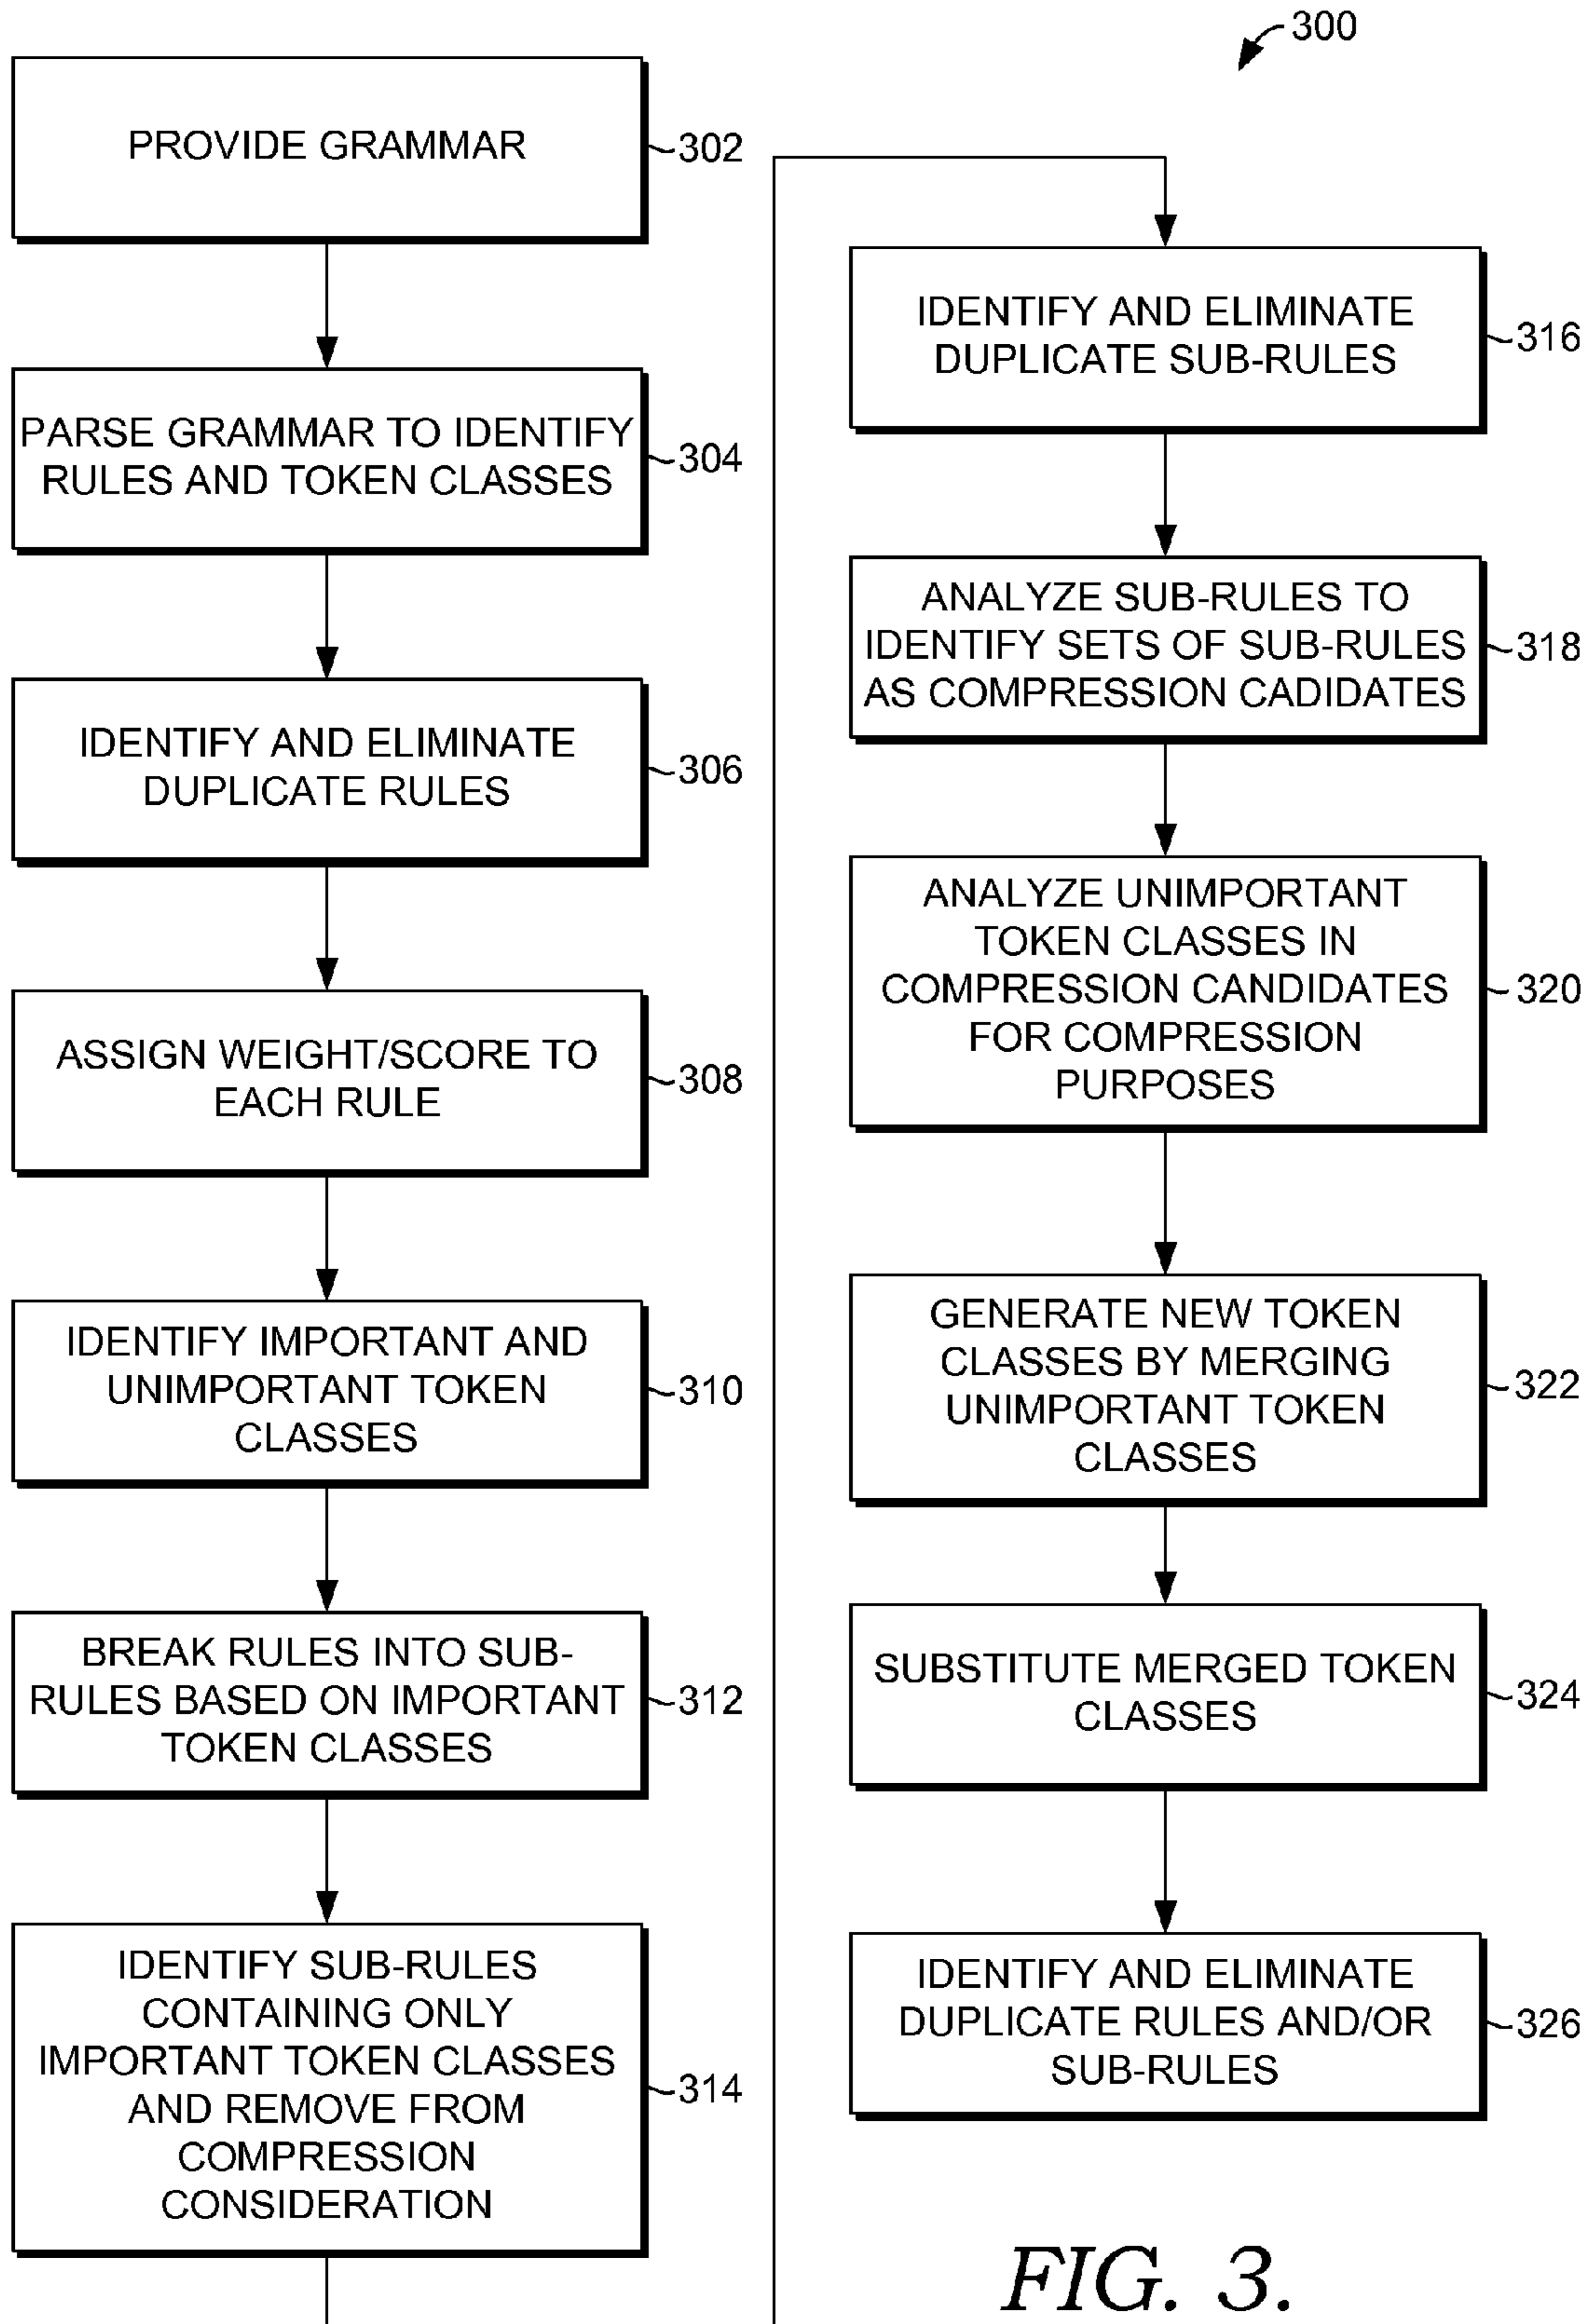 300
PROVIDE GRAMMAR
302
PARSE GRAMMAR TO IDENTIFY
RULES AND TOKEN CLASSES
304
IDENTIFY AND ELIMINATE
DUPLICATE RULES
306
ASSIGN WEIGHT/SCORE TO
EACH RULE
308
IDENTIFY IMPORTANT AND
UNIMPORTANT TOKEN
CLASSES
310
BREAK RULES INTO SUB-
RULES BASED ON IMPORTANT
TOKEN CLASSES
312
IDENTIFY SUB-RULES
CONTAINING ONLY
IMPORTANT TOKEN CLASSES
AND REMOVE FROM
COMPRESSION
CONSIDERATION
314
IDENTIFY AND ELIMINATE
DUPLICATE SUB-RULES
316
ANALYZE SUB-RULES TO
IDENTIFY SETS OF SUB-RULES
AS COMPRESSION CADIDATES
318
ANALYZE UNIMPORTANT
TOKEN CLASSES IN
COMPRESSION CANDIDATES
FOR COMPRESSION
PURPOSES
320
GENERATE NEW TOKEN
CLASSES BY MERGING
UNIMPORTANT TOKEN
CLASSES
322
SUBSTITUTE MERGED TOKEN
CLASSES
324
IDENTIFY AND ELIMINATE
DUPLICATE RULES AND/OR
SUB-RULES
326
FIG. 3.